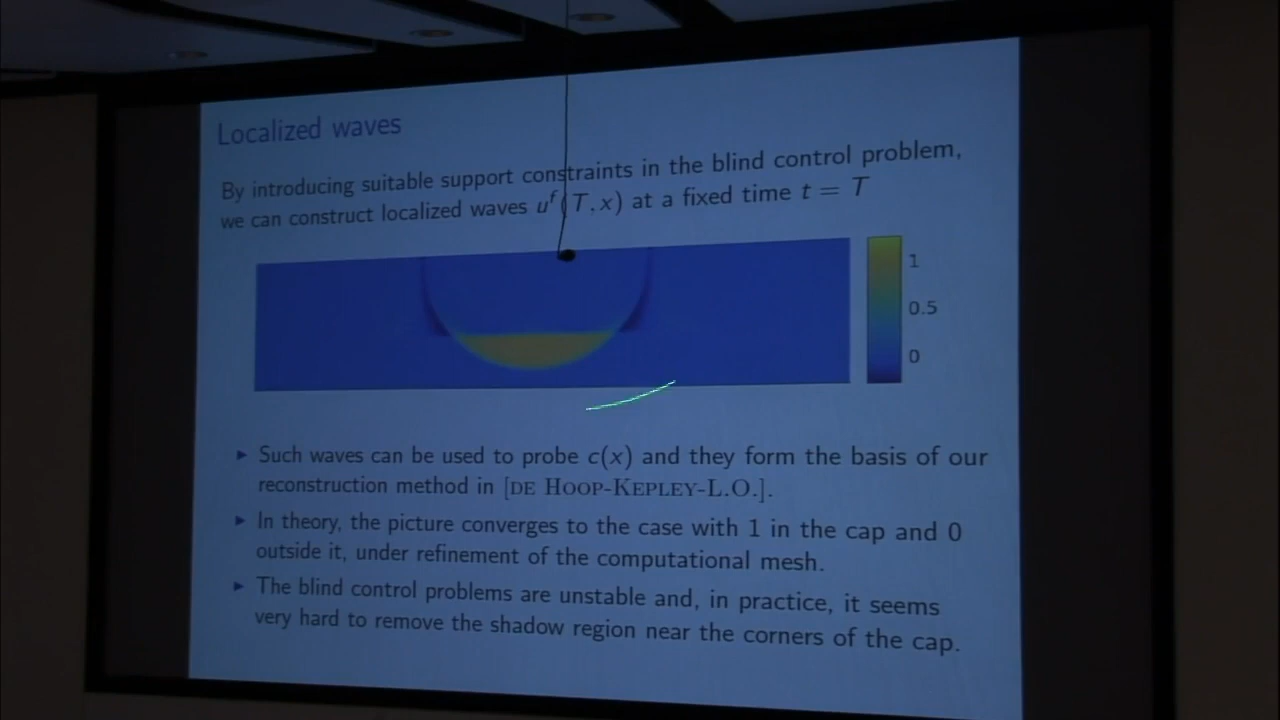 Localized waves
By introducing suitable support constraints in the blind control problem,
we can construct localized waves uᶠ(T, x) at a fixed time t = T
1
0.5
0
▸ Such waves can be used to probe c(x) and they form the basis of our
reconstruction method in [DE HOOP-KEPLEY-L.O.].
▸ In theory, the picture converges to the case with 1 in the cap and 0
outside it, under refinement of the computational mesh.
▸ The blind control problems are unstable and, in practice, it seems
very hard to remove the shadow region near the corners of the cap.